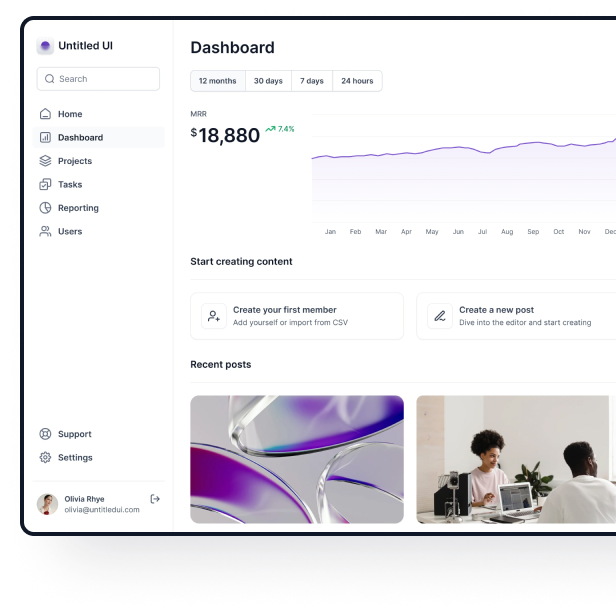 Untitled UI
Search
Home
Dashboard
Projects
Tasks
Reporting
Users
Support
Settings
Olivia Rhye
olivia@untitledui.com
Dashboard
12 months
30 days
7 days
24 hours
MRR
$18,880
7.4%
Jan Feb Mar Apr May Jun Jul Aug Sep Oct Nov Dec
Start creating content
Create your first member
Add yourself or import from CSV
Create a new post
Dive into the editor and start creating
Recent posts